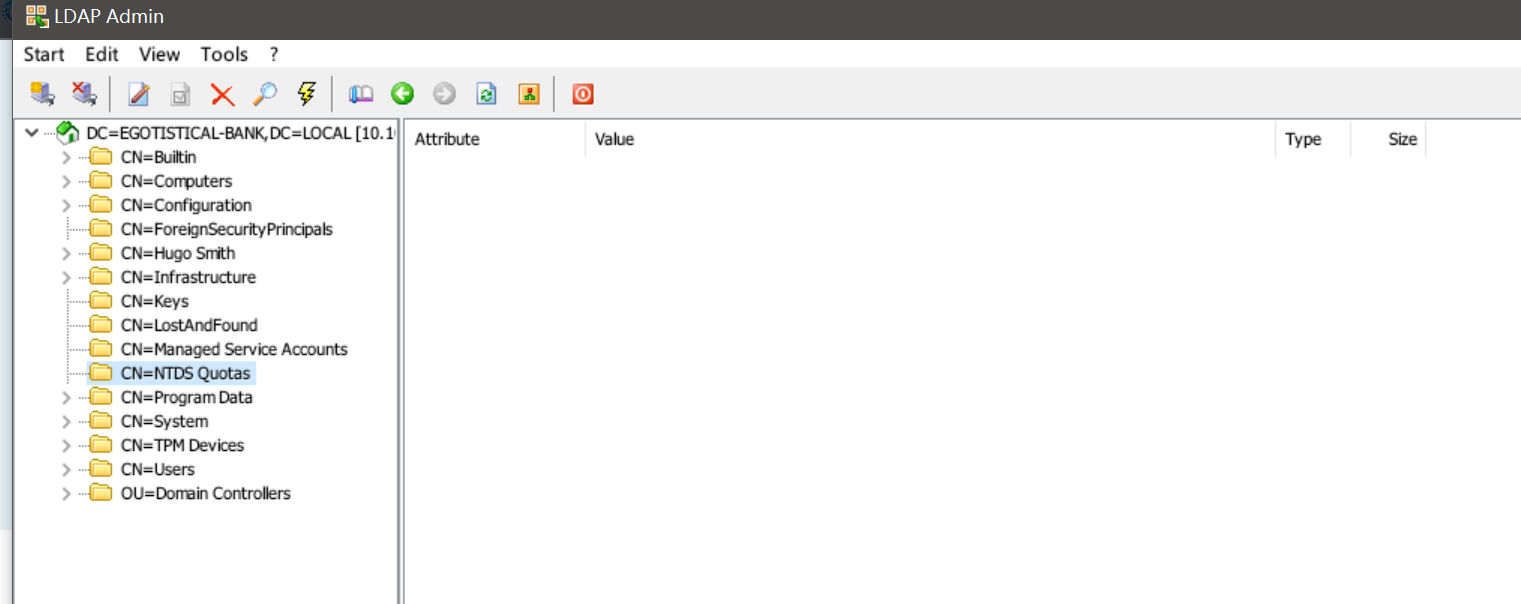 LDAP Admin
Start Edit View Tools ?
DC=EGOTISTICAL-BANK,DC=LOCAL [10.1
Attribute Value Type Size
CN=Builtin
CN=Computers
CN=Configuration
CN=ForeignSecurityPrincipals
CN=Hugo Smith
CN=Infrastructure
CN=Keys
CN=LostAndFound
CN=Managed Service Accounts
CN=NTDS Quotas
CN=Program Data
CN=System
CN=TPM Devices
CN=Users
OU=Domain Controllers